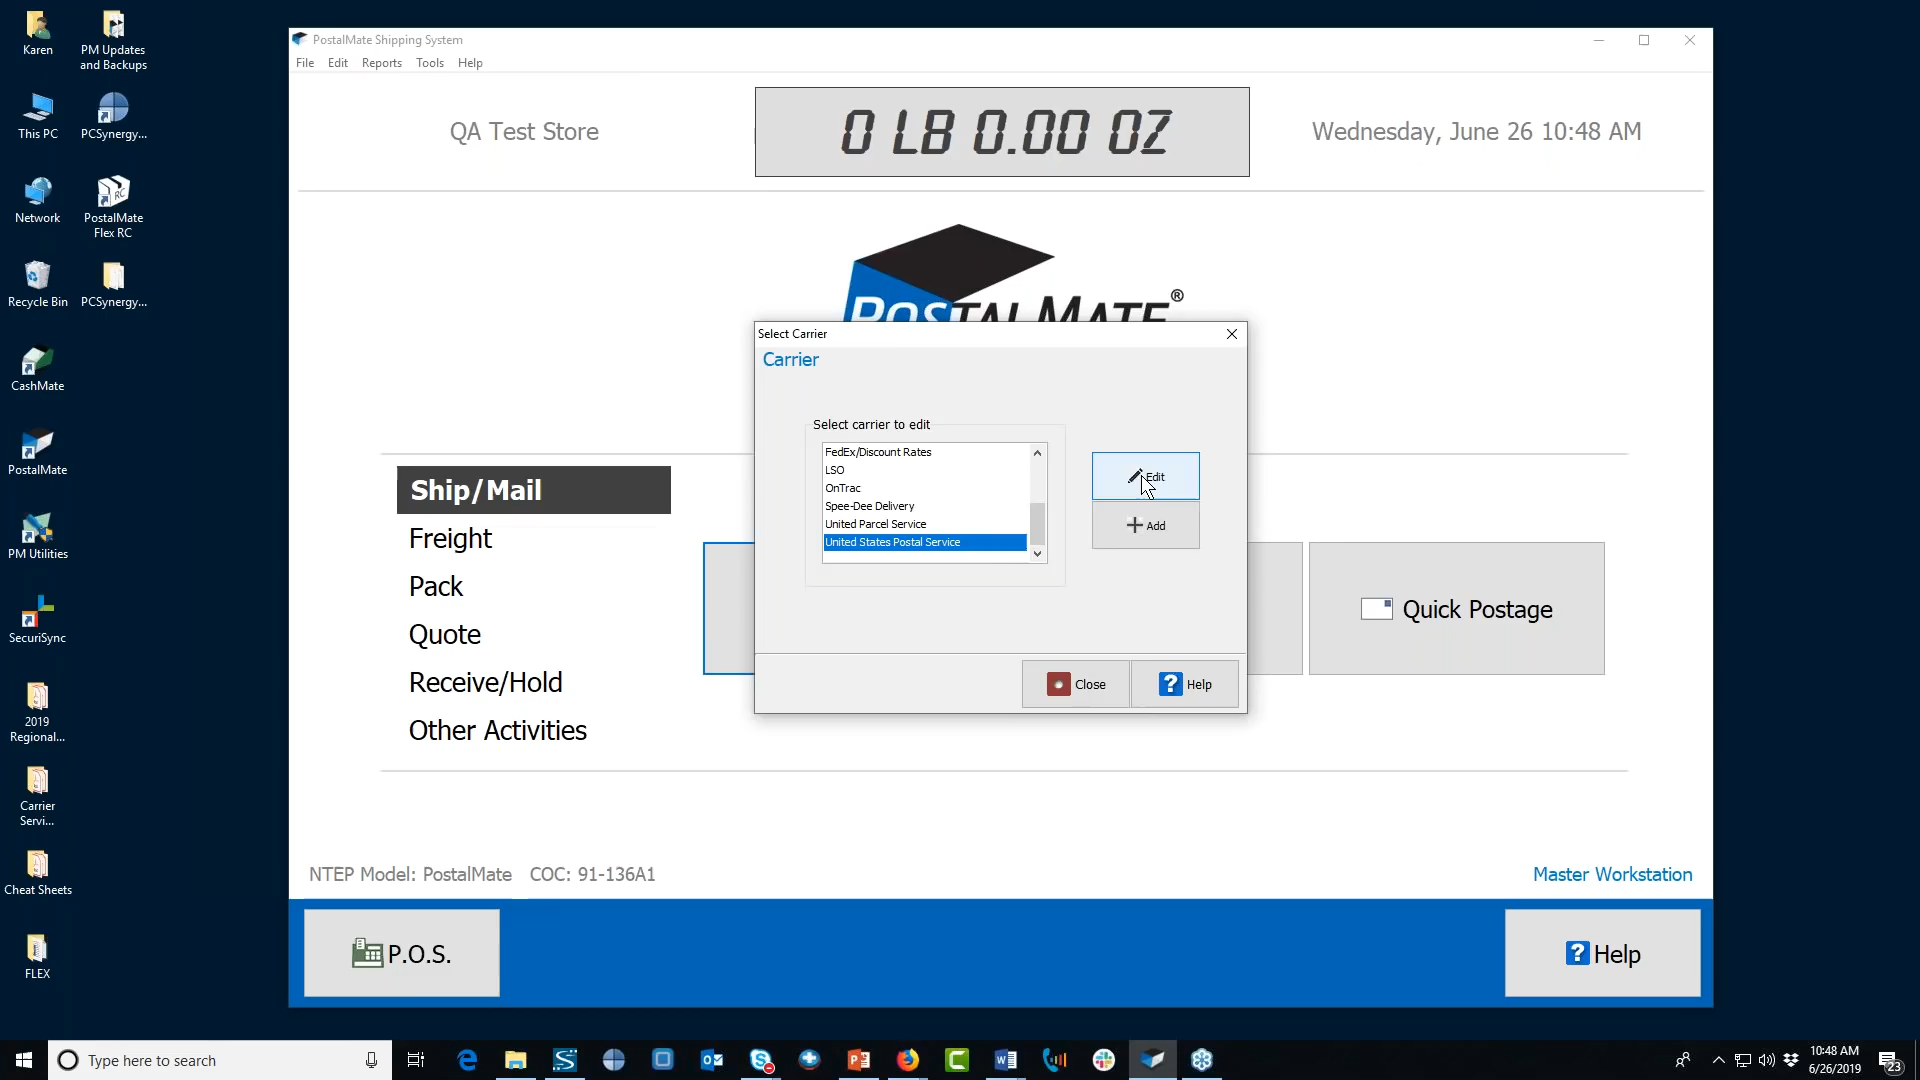 Karen
PM Updates
and Backups
This PC
PCSynergy...
Network
PostalMate
Flex RC
Recycle Bin
PCSynergy...
CashMate
PostalMate
PM Utilities
SecuriSync
2019
Regional...
Carrier
Servi...
Cheat Sheets
FLEX
PostalMate Shipping System
File Edit Reports Tools Help
QA Test Store
0 LB 0.00 OZ
Wednesday, June 26 10:48 AM
POSTALMATE®
Select Carrier
Carrier
Select carrier to edit
FedEx/Discount Rates
LSO
OnTrac
Spee-Dee Delivery
United Parcel Service
United States Postal Service
Edit
Add
Close
Help
Ship/Mail
Freight
Pack
Quote
Receive/Hold
Other Activities
Quick Postage
NTEP Model: PostalMate COC: 91-136A1
Master Workstation
P.O.S.
Help
Type here to search
10:48 AM
6/26/2019
23